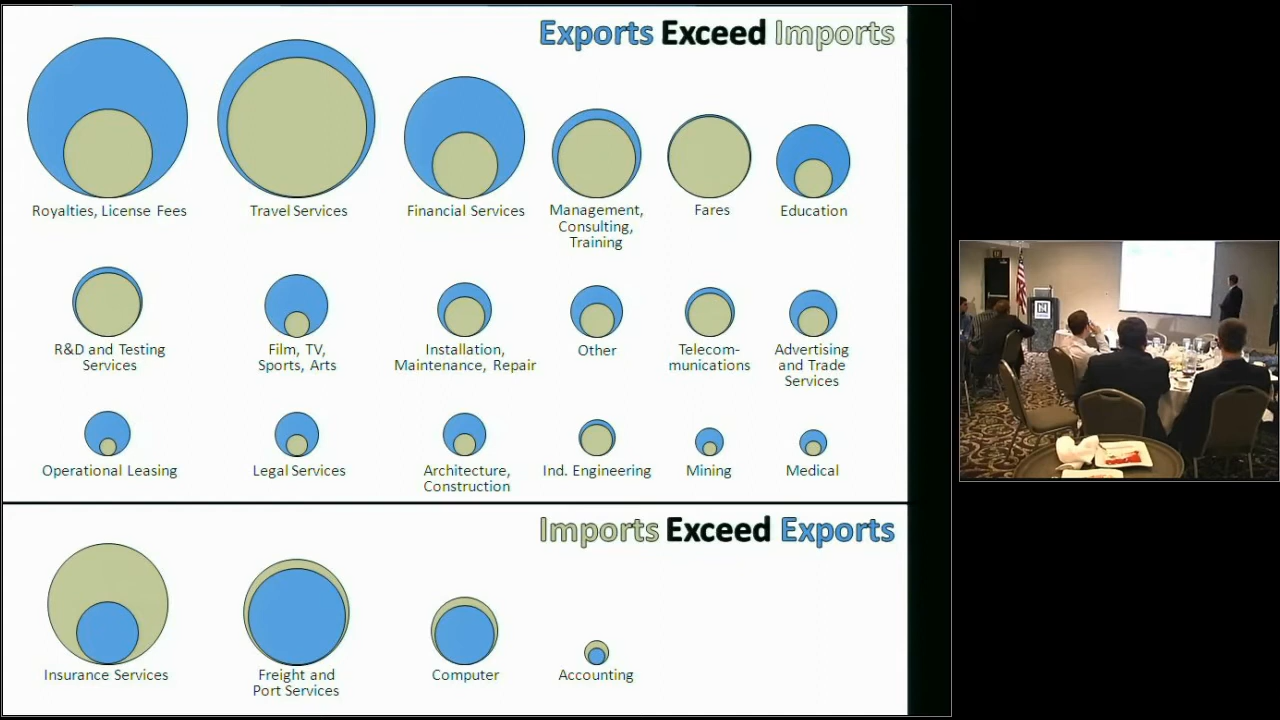 Exports Exceed Imports
Royalties, License Fees
Travel Services
Financial Services
Management,
Consulting,
Training
Fares
Education
R&D and Testing
Services
Film, TV,
Sports, Arts
Installation,
Maintenance, Repair
Other
Telecom-
munications
Advertising
and Trade
Services
Operational Leasing
Legal Services
Architecture,
Construction
Ind. Engineering
Mining
Medical
Imports Exceed Exports
Insurance Services
Freight and
Port Services
Computer
Accounting